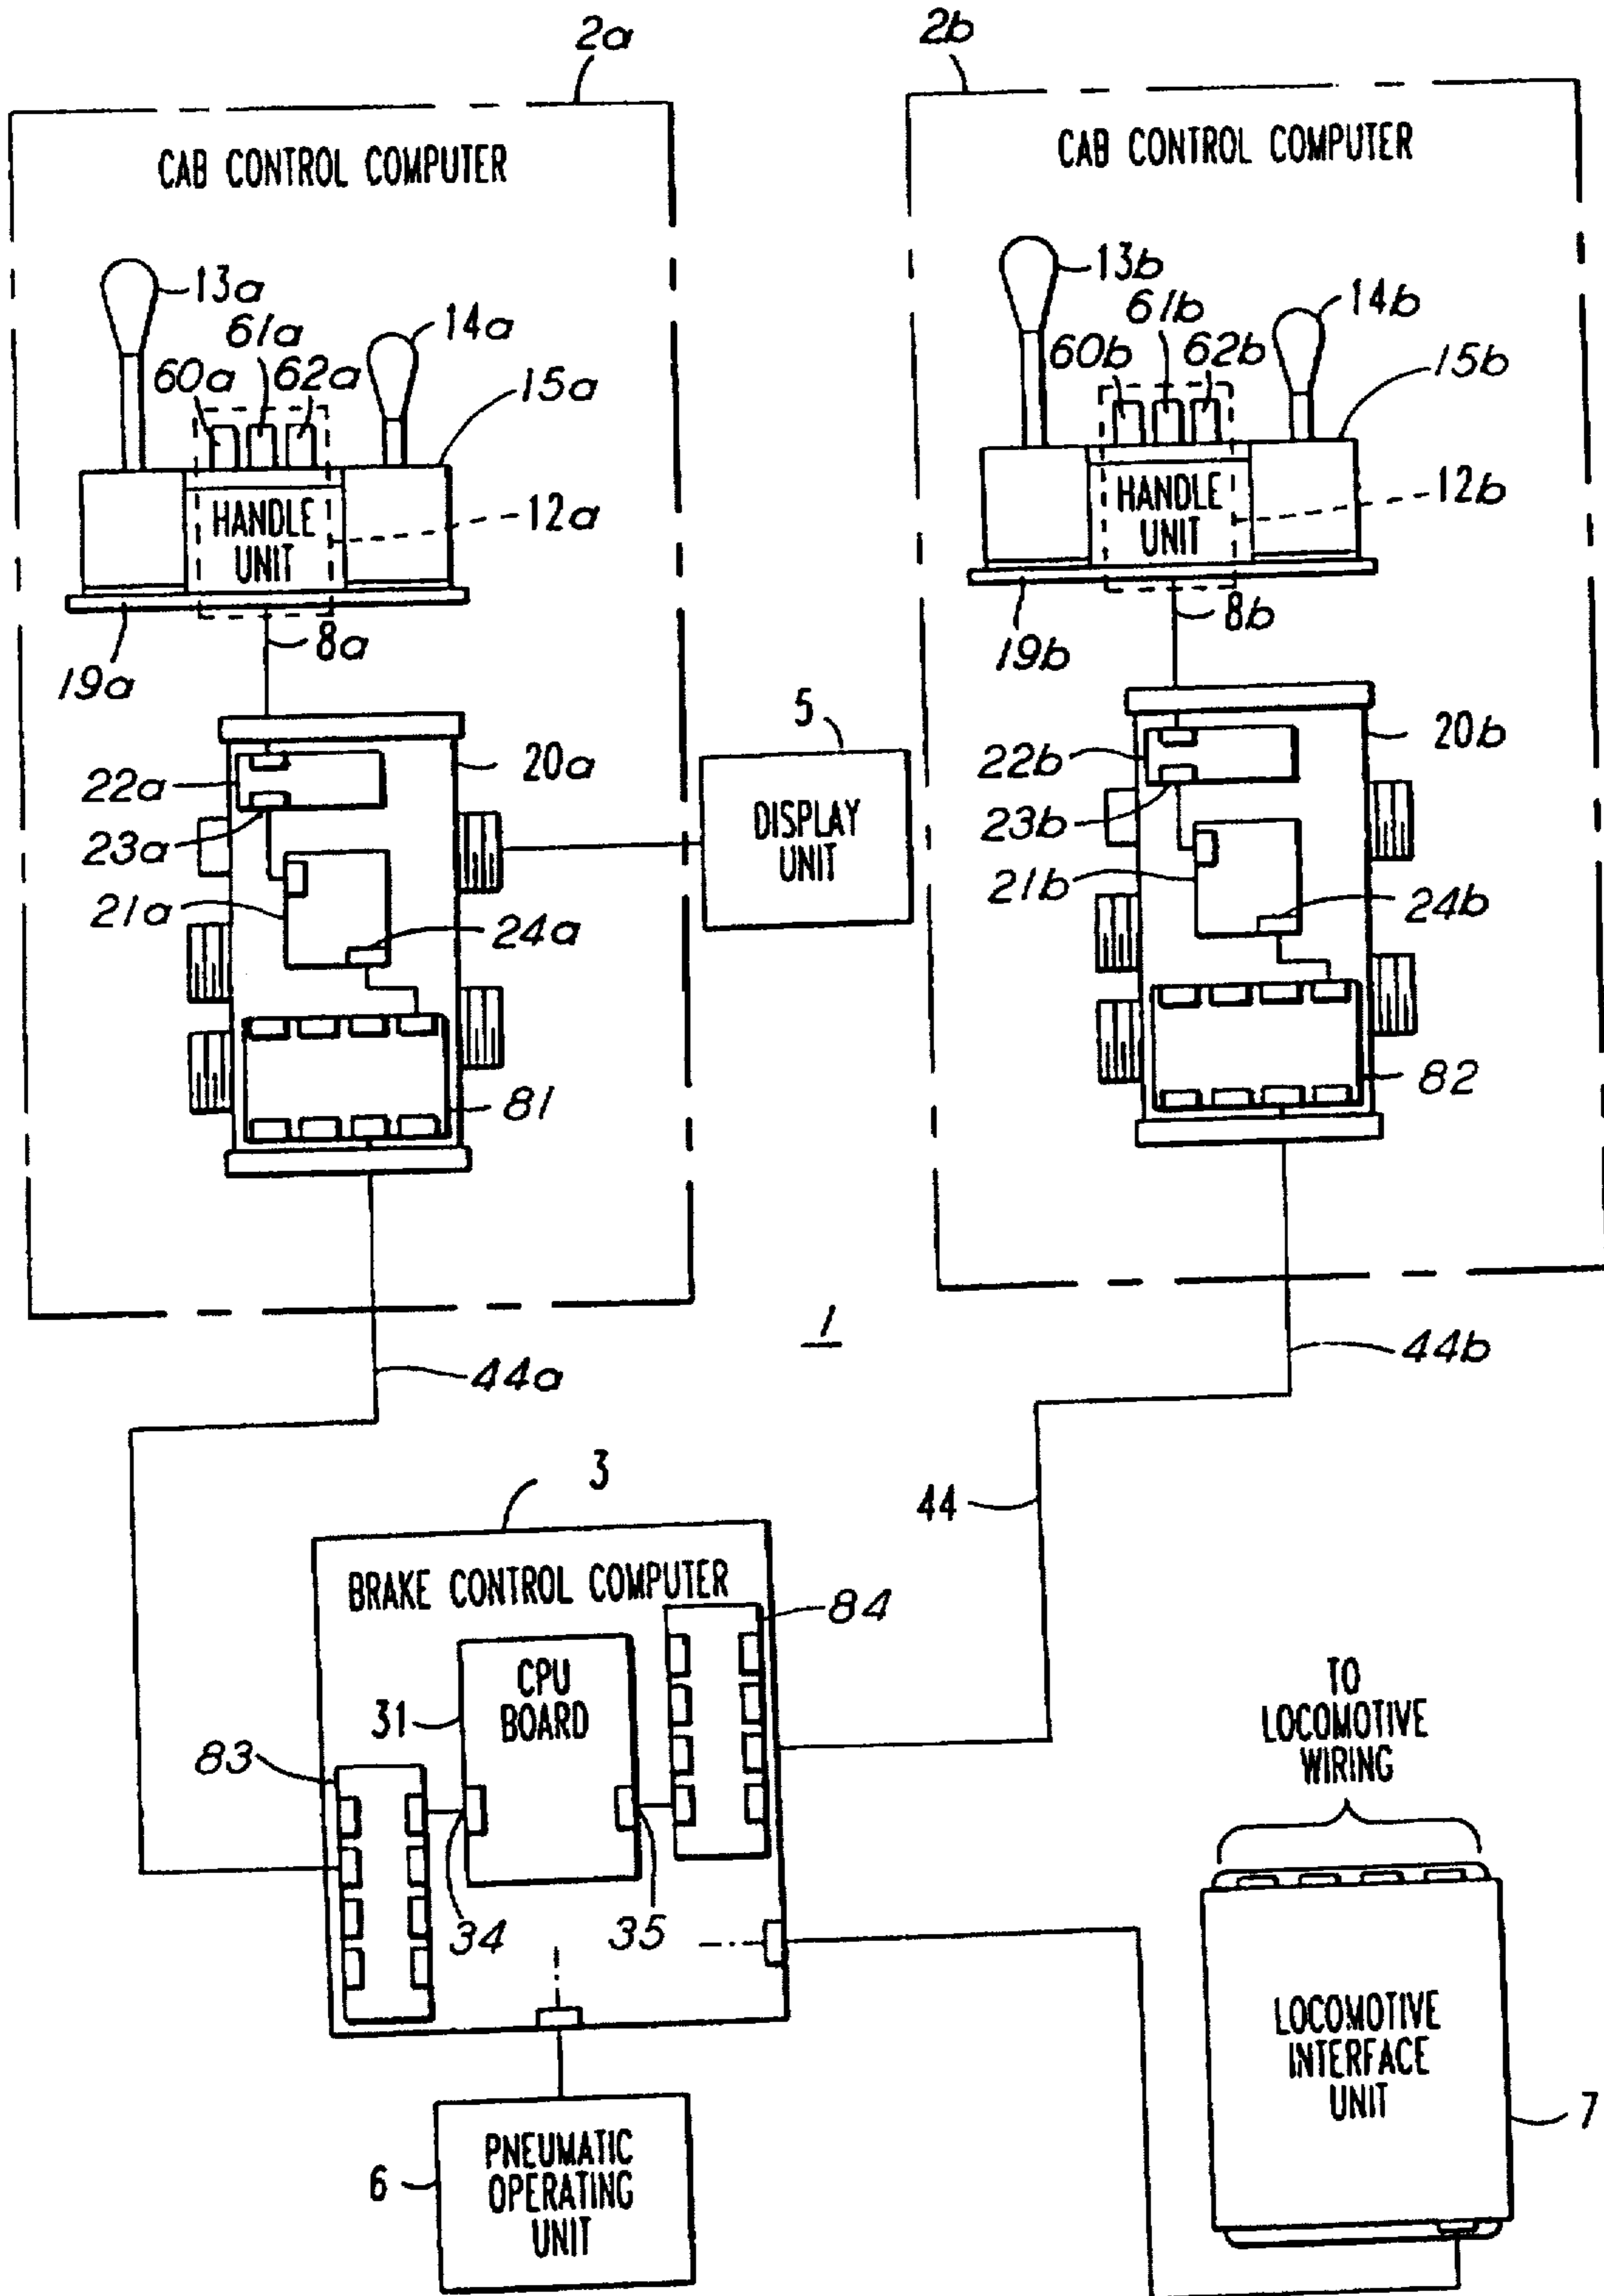 2a
2b
CAB CONTROL COMPUTER
CAB CONTROL COMPUTER
13a
61a
14a
60a
62a
15a
HANDLE
UNIT
12a
8a
19a
13b
61b
14b
60b
62b
15b
HANDLE
UNIT
12b
8b
19b
20a
22a
23a
21a
24a
81
5
DISPLAY
UNIT
20b
22b
23b
21b
24b
82
1
44a
44b
44
3
BRAKE CONTROL COMPUTER
84
CPU
BOARD
31
83
34
35
TO
LOCOMOTIVE
WIRING
LOCOMOTIVE
INTERFACE
UNIT
7
6
PNEUMATIC
OPERATING
UNIT